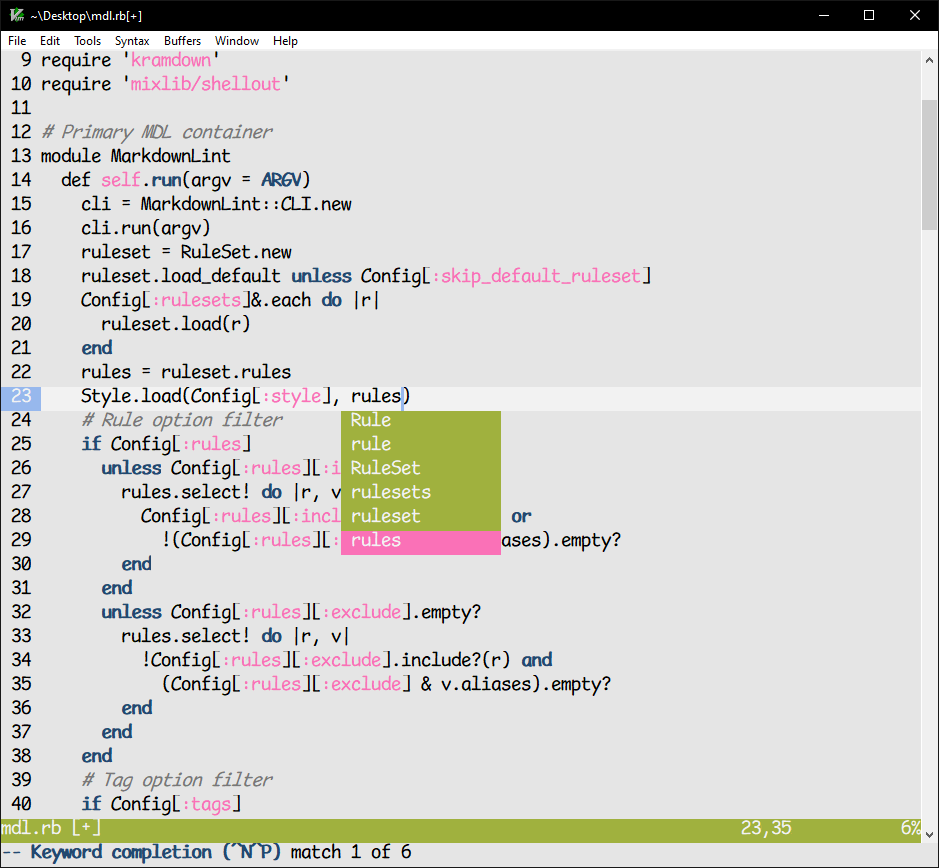 ~\Desktop\mdl.rb[+]
File Edit Tools Syntax Buffers Window Help
9 require 'kramdown'
10 require 'mixlib/shellout'
11
12 # Primary MDL container
13 module MarkdownLint
14   def self.run(argv = ARGV)
15     cli = MarkdownLint::CLI.new
16     cli.run(argv)
17     ruleset = RuleSet.new
18     ruleset.load_default unless Config[:skip_default_ruleset]
19     Config[:rulesets]&.each do |r|
20       ruleset.load(r)
21     end
22     rules = ruleset.rules
23     Style.load(Config[:style], rules)
24     # Rule option filter
Rule
25     if Config[:rules]
rule
26       unless Config[:rules][:i
RuleSet
27         rules.select! do |r, v
rulesets
28           Config[:rules][:incl
ruleset
or
29             !(Config[:rules][:
rules
ases).empty?
30         end
31       end
32       unless Config[:rules][:exclude].empty?
33         rules.select! do |r, v|
34           !Config[:rules][:exclude].include?(r) and
35             (Config[:rules][:exclude] & v.aliases).empty?
36         end
37       end
38     end
39     # Tag option filter
40     if Config[:tags]
mdl.rb [+] 23,35 6%
-- Keyword completion (^N^P) match 1 of 6